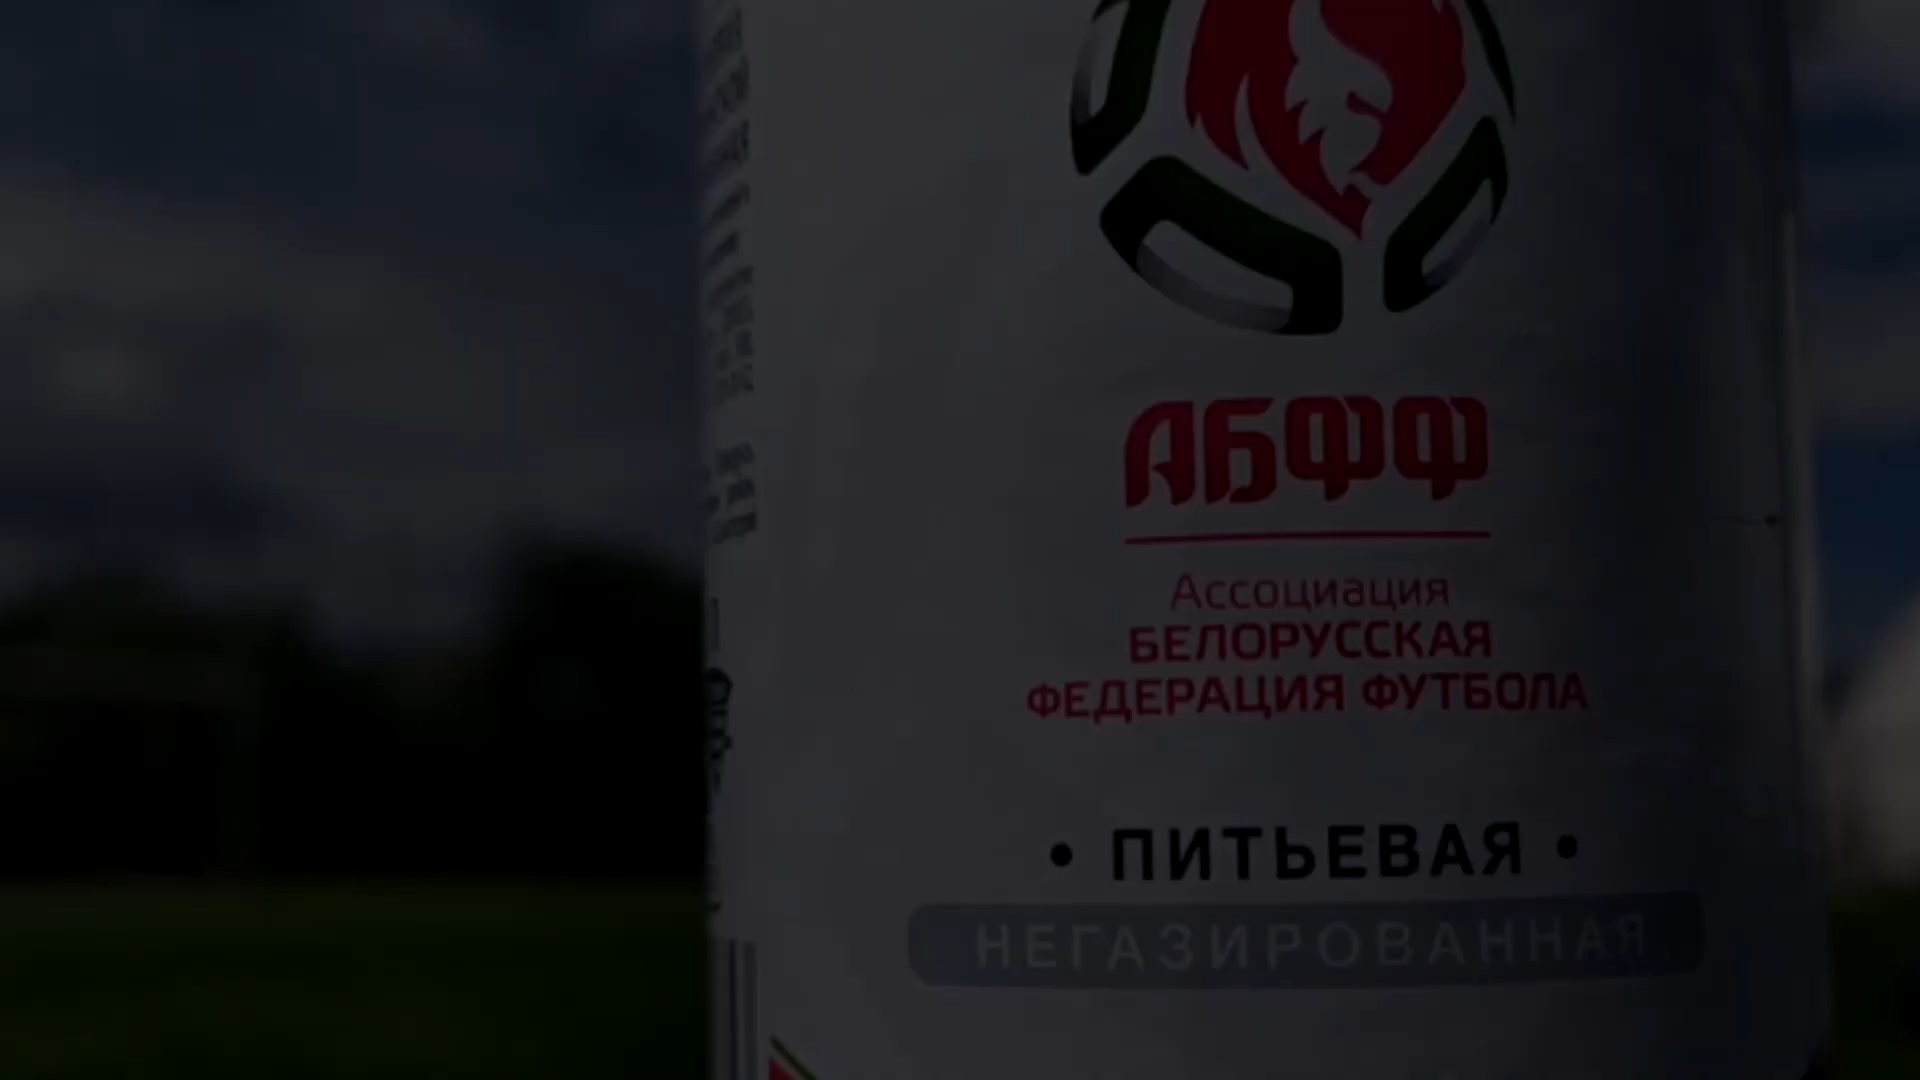 АБФФ
Ассоциация
БЕЛОРУССКАЯ
ФЕДЕРАЦИЯ ФУТБОЛА
• ПИТЬЕВАЯ •
НЕГАЗИРОВАННАЯ